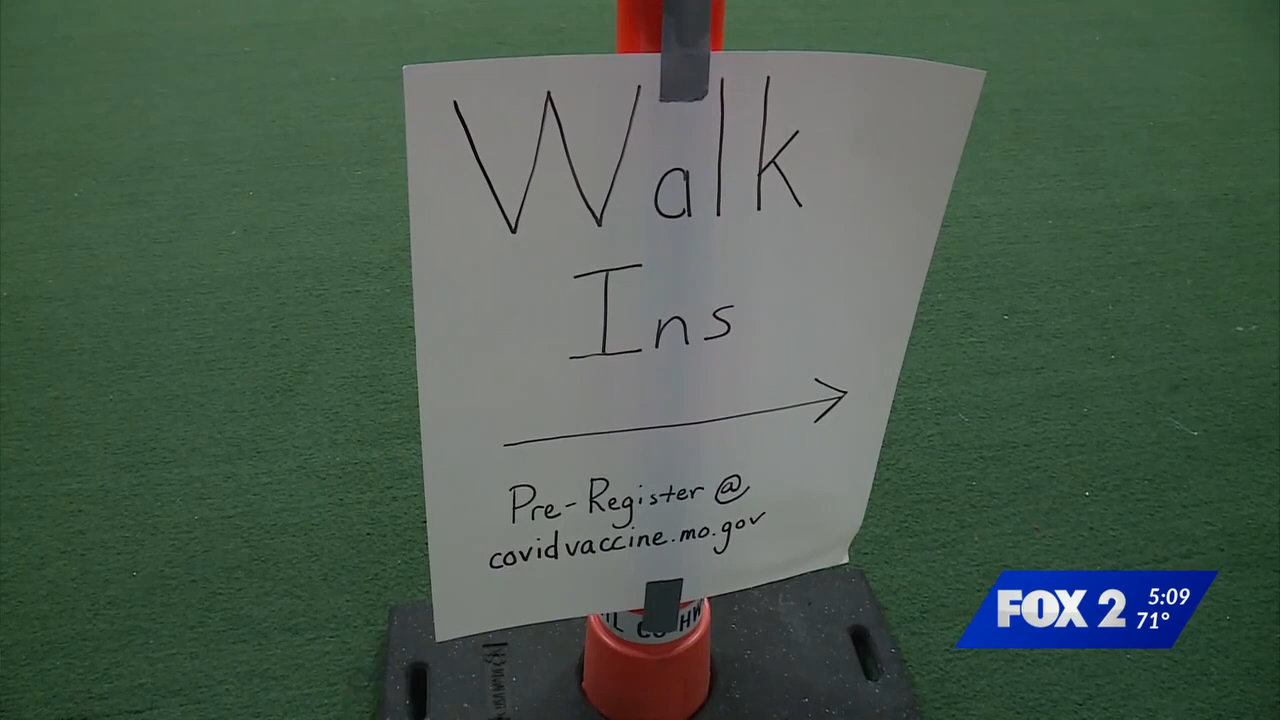 Walk
Ins
Pre-Register @
covidvaccine.mo.gov
FOX 2
5:09
71°